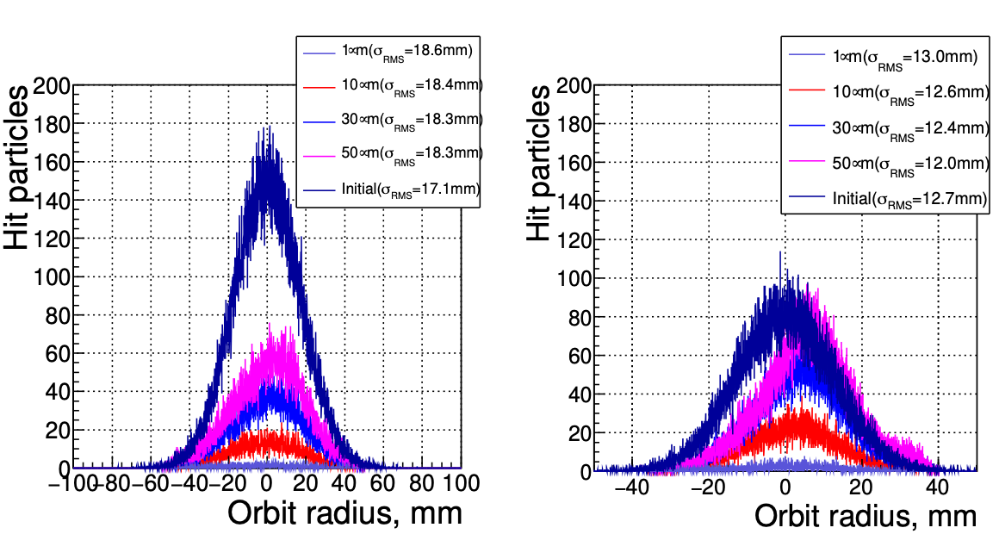 1∝m(σRMS=18.6mm)
10∝m(σRMS=18.4mm)
30∝m(σRMS=18.3mm)
50∝m(σRMS=18.3mm)
Initial(σRMS=17.1mm)
Hit particles
200
180
160
140
120
100
80
60
40
20
0
−100 −80 −60 −40 −20 0 20 40 60 80 100
Orbit radius, mm
1∝m(σRMS=13.0mm)
10∝m(σRMS=12.6mm)
30∝m(σRMS=12.4mm)
50∝m(σRMS=12.0mm)
Initial(σRMS=12.7mm)
Hit particles
200
180
160
140
120
100
80
60
40
20
0
−40 −20 0 20 40
Orbit radius, mm